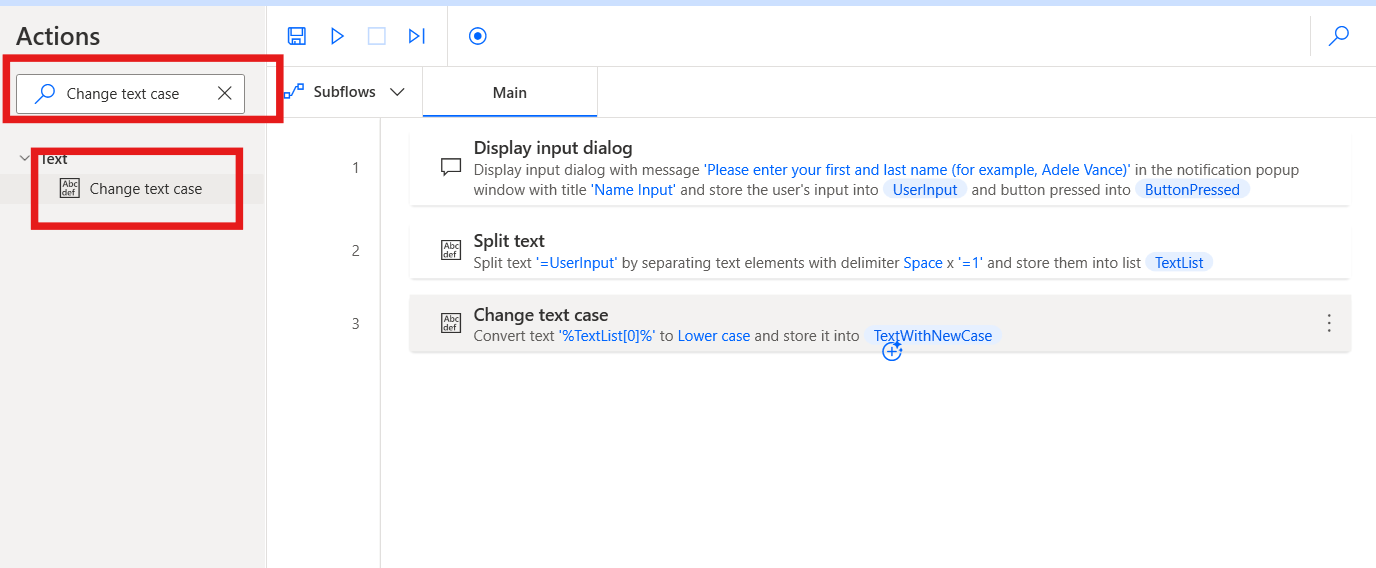 Actions
Change text case
Text
Abc
def
Change text case
Subflows
Main
1
Display input dialog
Display input dialog with message 'Please enter your first and last name (for example, Adele Vance)' in the notification popup
window with title 'Name Input' and store the user's input into UserInput and button pressed into ButtonPressed
2
Abc
def
Split text
Split text '=UserInput' by separating text elements with delimiter Space x '=1' and store them into list TextList
3
Abc
def
Change text case
Convert text '%TextList[0]%' to Lower case and store it into TextWithNewCase